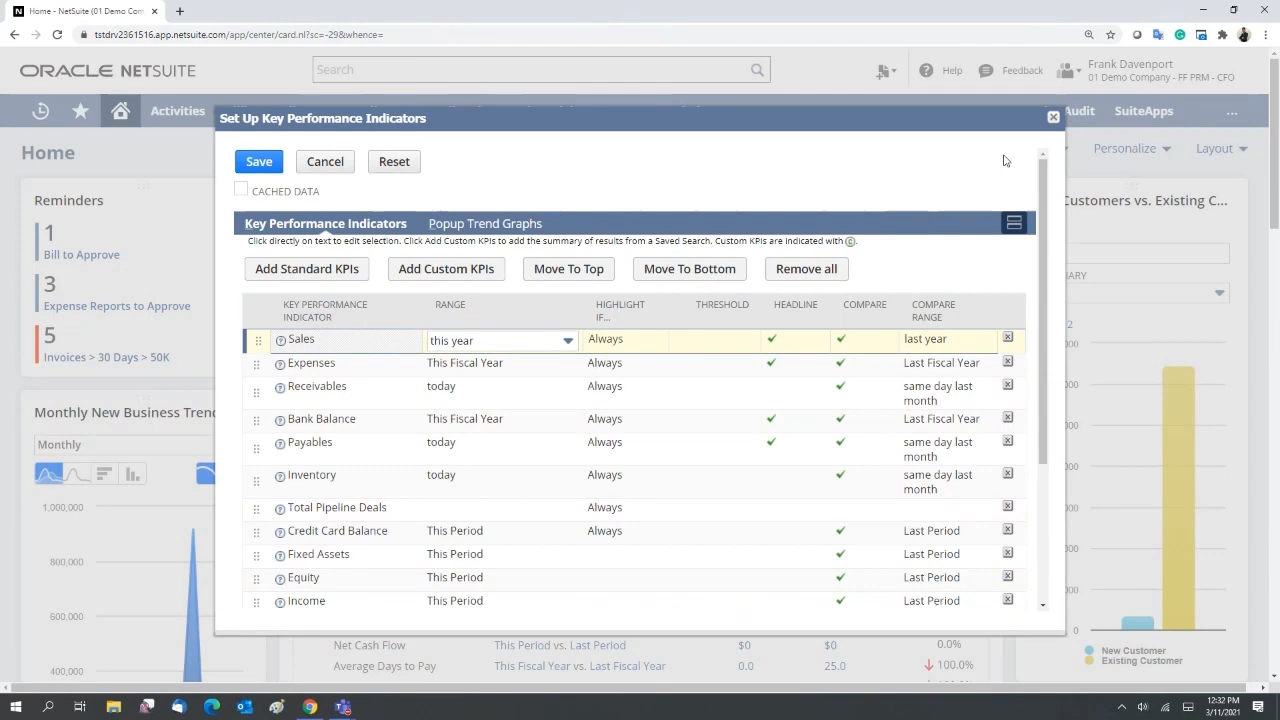 N Home - NetSuite (01 Demo Com
tstdrv2361516.app.netsuite.com/app/center/card.nl?sc=-29&whence=
ORACLE NETSUITE
Search
Help
Feedback
Frank Davenport
01 Demo Company - FF PRM - CFO
Activities
Audit
SuiteApps
...
Home
Personalize
Layout
Set Up Key Performance Indicators
Save
Cancel
Reset
CACHED DATA
Key Performance Indicators
Popup Trend Graphs
Click directly on text to edit selection. Click Add Custom KPIs to add the summary of results from a Saved Search. Custom KPIs are indicated with C.
Add Standard KPIs
Add Custom KPIs
Move To Top
Move To Bottom
Remove all
KEY PERFORMANCE INDICATOR
RANGE
HIGHLIGHT IF...
THRESHOLD
HEADLINE
COMPARE
COMPARE RANGE
Sales this year Always last year
Expenses This Fiscal Year Always Last Fiscal Year
Receivables today Always same day last month
Bank Balance This Fiscal Year Always Last Fiscal Year
Payables today Always same day last month
Inventory today Always same day last month
Total Pipeline Deals Always
Credit Card Balance This Period Always Last Period
Fixed Assets This Period Last Period
Equity This Period Last Period
Income This Period Last Period
Reminders
1
Bill to Approve
3
Expense Reports to Approve
5
Invoices > 30 Days > 50K
Monthly New Business Tren
Monthly
1,000,000
800,000
600,000
400,000
Net Cash Flow This Period vs. Last Period $0 $0 0.0%
Average Days to Pay This Fiscal Year vs. Last Fiscal Year 0.0 25.0 100.0%
Customers vs. Existing C...
New Customer
Existing Customer
12:32 PM
3/11/2021